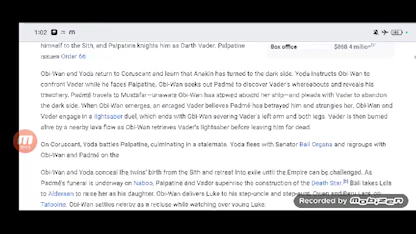 1:02
himself to the Sith, and Palpatine knights him as Darth Vader. Palpatine
issues Order 66
Box office $868.4 million
Obi-Wan and Yoda return to Coruscant and learn that Anakin has turned to the dark side. Yoda instructs Obi-Wan to
confront Vader while he faces Palpatine. Obi-Wan seeks out Padmé to discover Vader's whereabouts and reveals his
treachery. Padmé travels to Mustafar—unaware Obi-Wan has stowed aboard her ship—and pleads with Vader to abandon
the dark side. When Obi-Wan emerges, an enraged Vader believes Padmé has betrayed him and strangles her. Obi-Wan and
Vader engage in a lightsaber duel, which ends with Obi-Wan severing Vader's left arm and both legs. Vader is then
burned alive by a nearby lava flow as Obi-Wan retrieves Vader's lightsaber before leaving him for dead.
On Coruscant, Yoda battles Palpatine, culminating in a stalemate. Yoda flees with Senator Bail Organa and regroups with
Obi-Wan and Padmé on the
Obi-Wan and Yoda conceal the twins' birth from the Sith and retreat into exile until the Empire can be challenged. As
Padmé's funeral is underway on Naboo, Palpatine and Vader supervise the construction of the Death Star. Bail takes Leia
to Alderaan to raise her as his daughter. Obi-Wan delivers Luke to his step-uncle and step-aunt, Owen and Beru Lars, on
Tatooine. Obi-Wan settles nearby as a recluse while watching over young Luke.
Recorded by mobizen